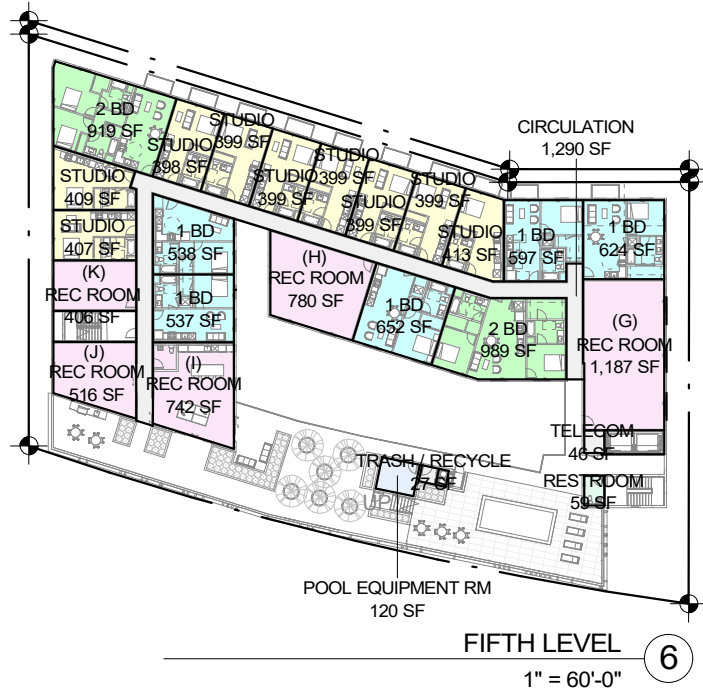 2 BD
919 SF
STUDIO
398 SF
STUDIO
399 SF
STUDIO
399 SF
STUDIO
399 SF
STUDIO
399 SF
STUDIO
399 SF
STUDIO
413 SF
CIRCULATION
1,290 SF
STUDIO
409 SF
STUDIO
407 SF
1 BD
538 SF
1 BD
537 SF
(H)
REC ROOM
780 SF
1 BD
652 SF
2 BD
989 SF
1 BD
597 SF
1 BD
624 SF
(K)
REC ROOM
406 SF
(J)
REC ROOM
516 SF
(I)
REC ROOM
742 SF
(G)
REC ROOM
1,187 SF
TELECOM
46 SF
TRASH / RECYCLE
27 SF
UP
REST ROOM
59 SF
POOL EQUIPMENT RM
120 SF
FIFTH LEVEL
6
1" = 60'-0"